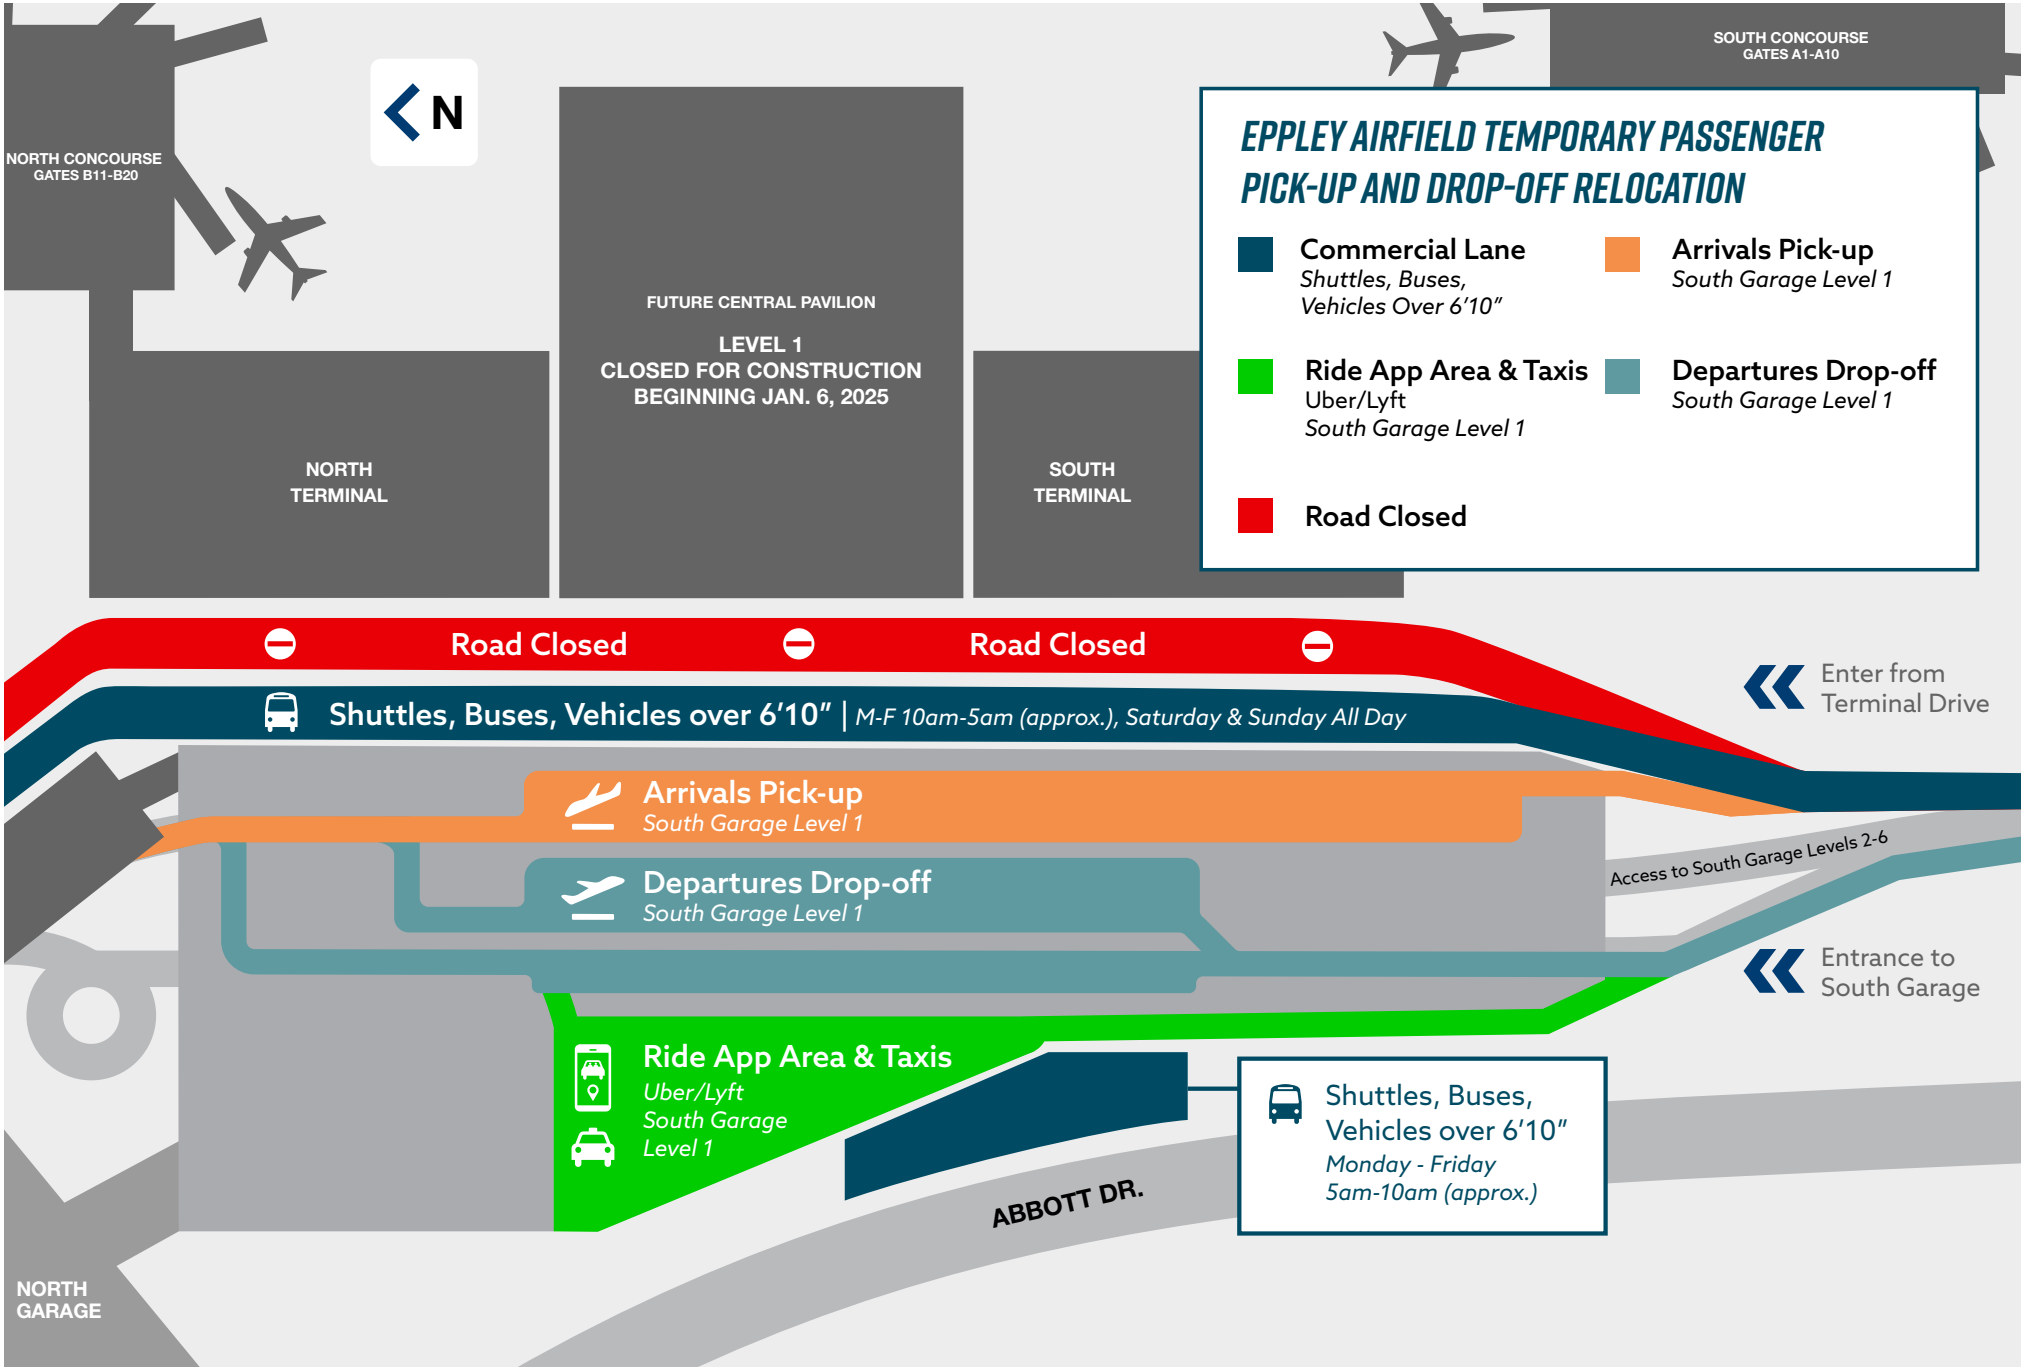 SOUTH CONCOURSE
GATES A1-A10
N
NORTH CONCOURSE
GATES B11-B20
EPPLEY AIRFIELD TEMPORARY PASSENGER
PICK-UP AND DROP-OFF RELOCATION
Commercial Lane
Shuttles, Buses,
Vehicles Over 6’10”
Arrivals Pick-up
South Garage Level 1
Ride App Area & Taxis
Uber/Lyft
South Garage Level 1
Departures Drop-off
South Garage Level 1
Road Closed
FUTURE CENTRAL PAVILION
LEVEL 1
CLOSED FOR CONSTRUCTION
BEGINNING JAN. 6, 2025
NORTH
TERMINAL
SOUTH
TERMINAL
Road Closed
Road Closed
Enter from
Terminal Drive
Shuttles, Buses, Vehicles over 6’10” | M-F 10am-5am (approx.), Saturday & Sunday All Day
Arrivals Pick-up
South Garage Level 1
Access to South Garage Levels 2-6
Departures Drop-off
South Garage Level 1
Entrance to
South Garage
Ride App Area & Taxis
Uber/Lyft
South Garage
Level 1
Shuttles, Buses,
Vehicles over 6’10”
Monday - Friday
5am-10am (approx.)
ABBOTT DR.
NORTH
GARAGE